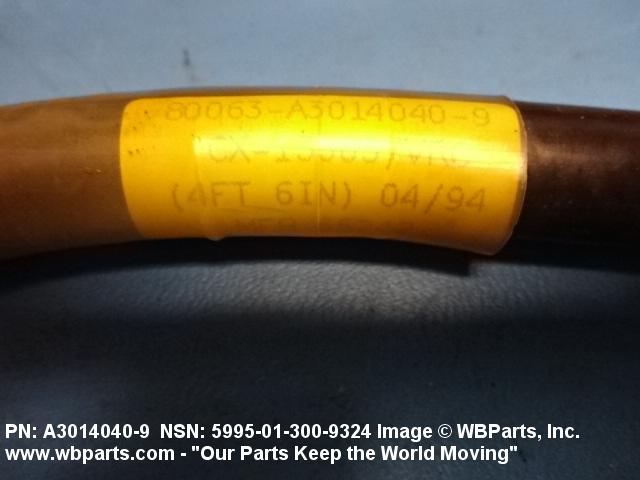 80063-A3014040-9
(4FT 6IN) 04/94
PN: A3014040-9 NSN: 5995-01-300-9324 Image © WBParts, Inc.
www.wbparts.com - "Our Parts Keep the World Moving"